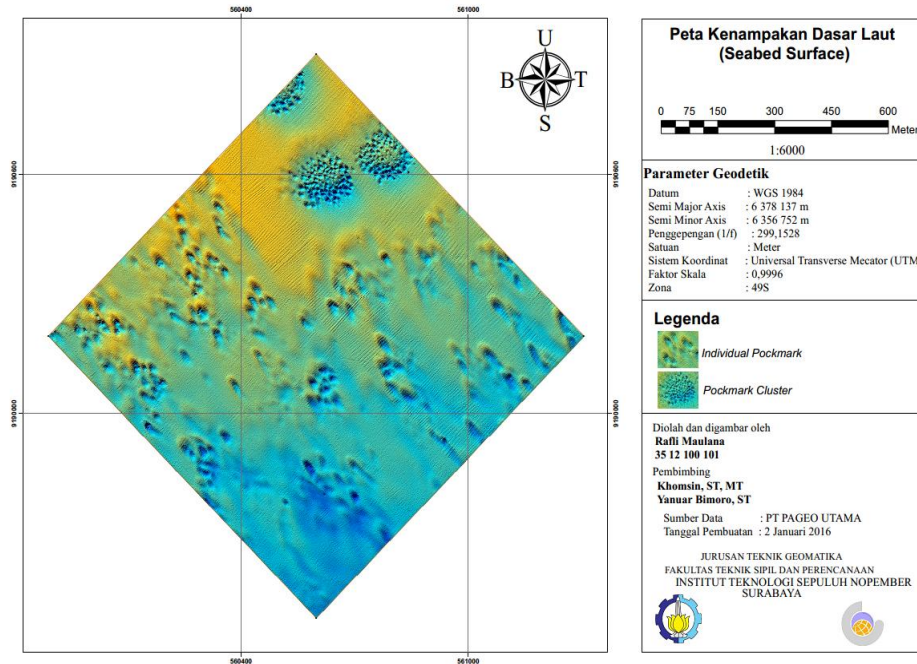 560400
561000
U
B
T
S
9190600
9190600
9190000
9190000
560400
561000
Peta Kenampakan Dasar Laut
(Seabed Surface)
0 75 150 300 450 600
Meter
1:6000
Parameter Geodetik
Datum : WGS 1984
Semi Major Axis : 6 378 137 m
Semi Minor Axis : 6 356 752 m
Penggepengan (1/f) : 299,1528
Satuan : Meter
Sistem Koordinat : Universal Transverse Mecator (UTM
Faktor Skala : 0,9996
Zona : 49S
Legenda
Individual Pockmark
Pockmark Cluster
Diolah dan digambar oleh
Rafli Maulana
35 12 100 101
Pembimbing
Khomsin, ST, MT
Yanuar Bimoro, ST
Sumber Data : PT PAGEO UTAMA
Tanggal Pembuatan : 2 Januari 2016
JURUSAN TEKNIK GEOMATIKA
FAKULTAS TEKNIK SIPIL DAN PERENCANAAN
INSTITUT TEKNOLOGI SEPULUH NOPEMBER
SURABAYA